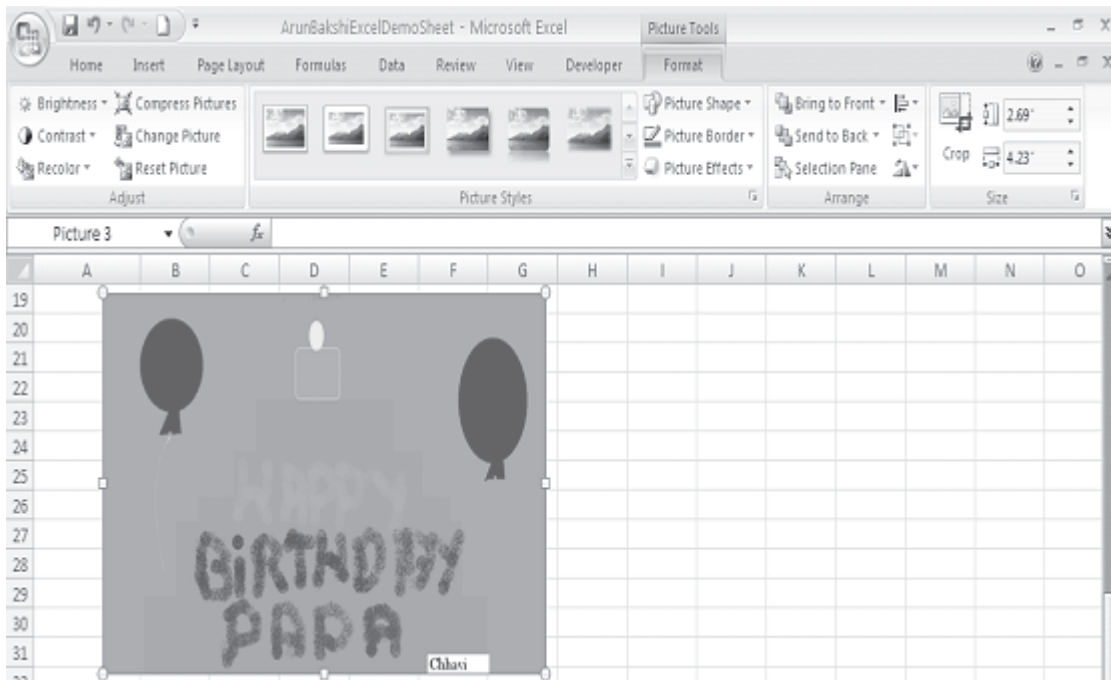 ArunBakshiExcelDemoSheet - Microsoft Excel Picture Tools
Home Insert Page Layout Formulas Data Review View Developer Format
Brightness Compress Pictures Picture Shape Bring to Front 2.69"
Contrast Change Picture Picture Border Send to Back
Recolor Reset Picture Picture Effects Selection Pane Crop 4.23"
Adjust Picture Styles Arrange Size
Picture 3 fx
A B C D E F G H I J K L M N O
19
20
21
22
23
24
25
26
27
28
29
30
31
HAPPY
BiRTHDAY
PAPA
Chhavi